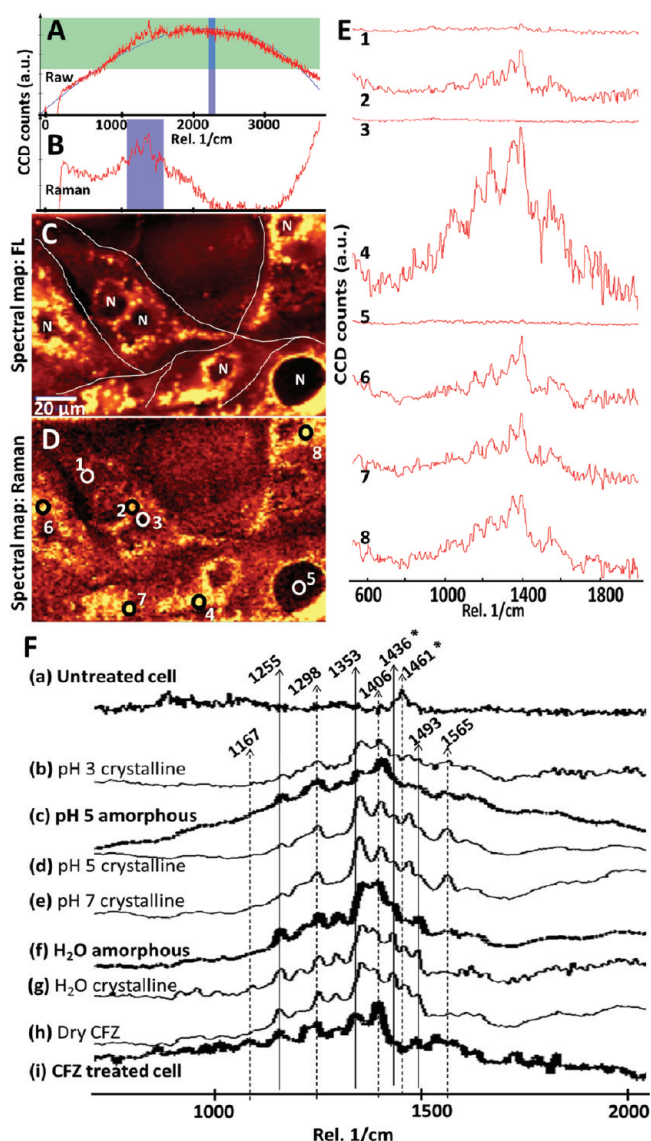 A
CCD counts (a.u.)
Raw
0 1000 2000 3000
Rel. 1/cm
B
Raman
Spectral map: FL
C
N
N
N
N
N
N
20 μm
Spectral map: Raman
D
1
2
3
4
5
6
7
8
E
CCD counts (a.u.)
1
2
3
4
5
6
7
8
600 1000 1400 1800
Rel. 1/cm
F
1167 1255 1298 1353 1406 1436 * 1461 * 1493 1565
(a) Untreated cell
(b) pH 3 crystalline
(c) pH 5 amorphous
(d) pH 5 crystalline
(e) pH 7 crystalline
(f) H₂O amorphous
(g) H₂O crystalline
(h) Dry CFZ
(i) CFZ treated cell
1000 1500 2000
Rel. 1/cm